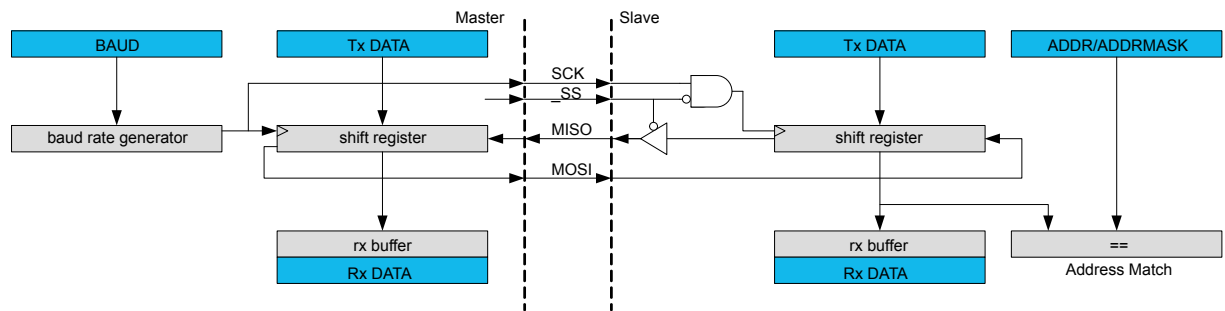 Master
Slave
BAUD
Tx DATA
Tx DATA
ADDR/ADDRMASK
SCK
_SS
baud rate generator
shift register
MISO
shift register
MOSI
rx buffer
rx buffer
==
Rx DATA
Rx DATA
Address Match